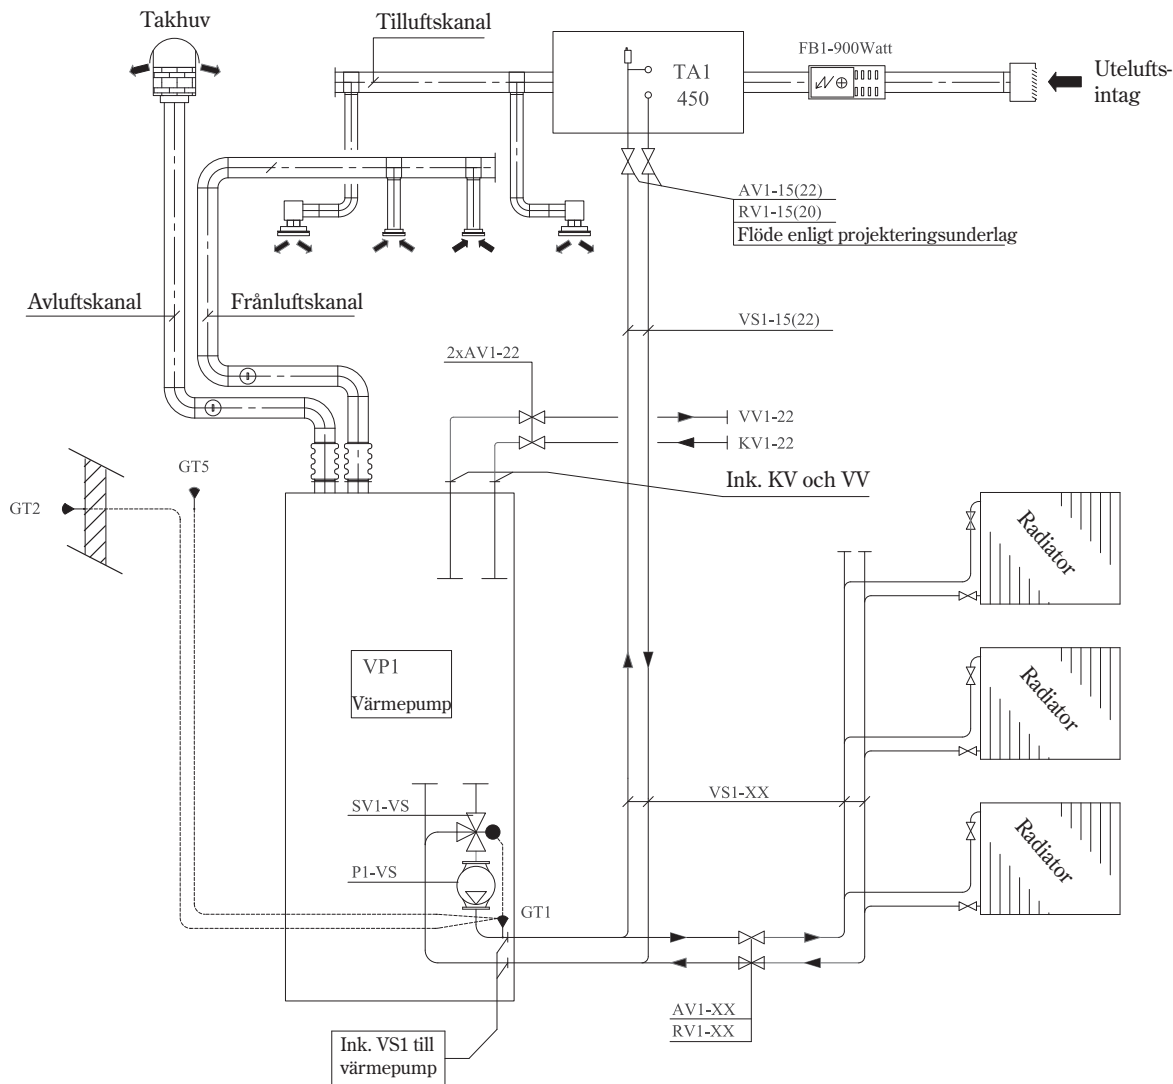 Takhuv
Tilluftskanal
FB1-900Watt
TA1
450
Utelufts-
intag
AV1-15(22)
RV1-15(20)
Flöde enligt projekteringsunderlag
Avluftskanal
Frånluftskanal
VS1-15(22)
2xAV1-22
VV1-22
KV1-22
Ink. KV och VV
GT5
GT2
Radiator
VP1
Värmepump
Radiator
VS1-XX
SV1-VS
Radiator
P1-VS
GT1
AV1-XX
RV1-XX
Ink. VS1 till
värmepump